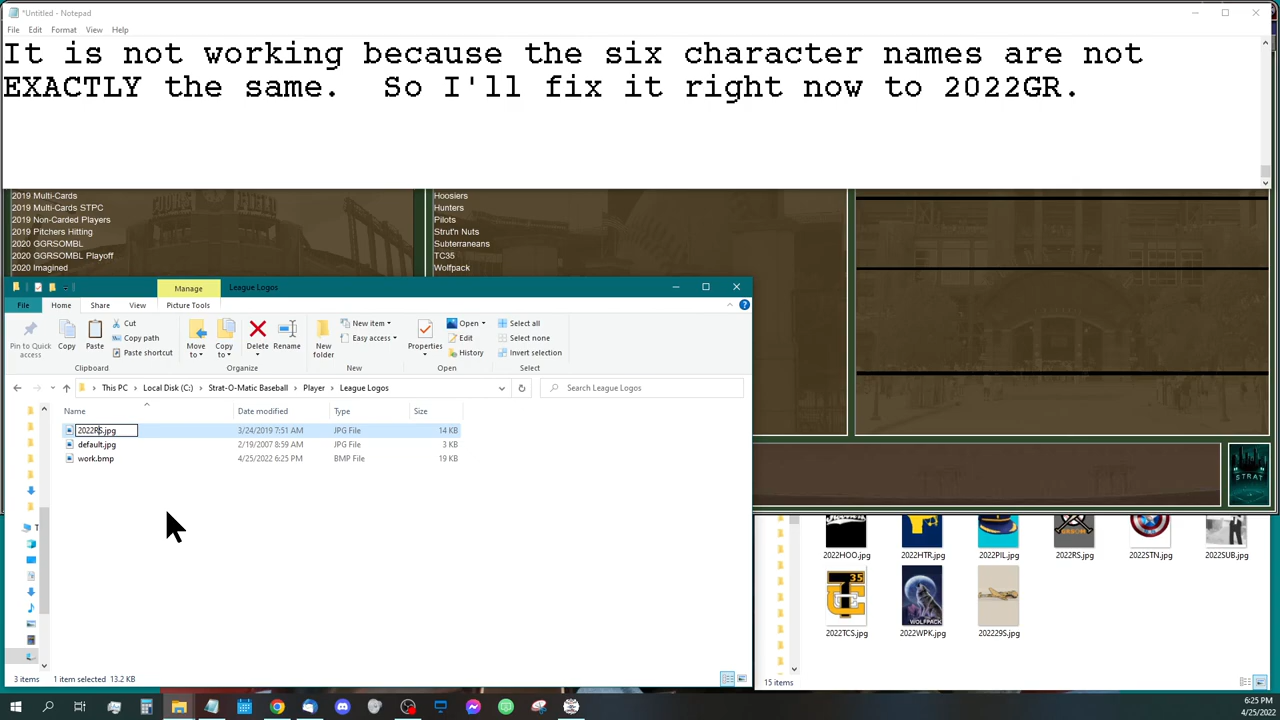 *Untitled - Notepad
File Edit Format View Help
It is not working because the six character names are not
EXACTLY the same.  So I'll fix it right now to 2022GR.
2019 Multi-Cards
2019 Multi-Cards STPC
2019 Non-Carded Players
2019 Pitchers Hitting
2020 GGRSOMBL
2020 GGRSOMBL Playoff
2020 Imagined
Hoosiers
Hunters
Pilots
Strut'n Nuts
Subterraneans
TC35
Wolfpack
Manage League Logos
File Home Share View Picture Tools
Pin to Quick access
Copy
Paste
Cut
Copy path
Paste shortcut
Clipboard
Move to
Copy to
Delete
Rename
Organize
New folder
New item
Easy access
New
Properties
Open
Edit
History
Open
Select all
Select none
Invert selection
Select
This PC Local Disk (C:) Strat-O-Matic Baseball Player League Logos
Search League Logos
Name Date modified Type Size
2022RS.jpg 3/24/2019 7:51 AM JPG File 14 KB
default.jpg 2/19/2007 8:59 AM JPG File 3 KB
work.bmp 4/25/2022 6:25 PM BMP File 19 KB
3 items 1 item selected 13.2 KB
STRAT
2022HOO.jpg 2022HTR.jpg 2022PIL.jpg 2022RS.jpg 2022STN.jpg 2022SUB.jpg
35
WOLFPACK
2022TCS.jpg 2022WPK.jpg 202229S.jpg
15 items
6:25 PM
4/25/2022